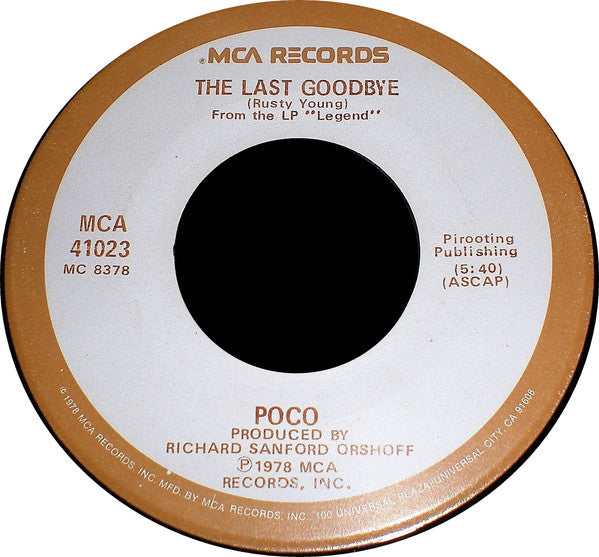 ®MCA RECORDS
THE LAST GOODBYE
(Rusty Young)
From the LP "Legend"
MCA
41023
MC 8378
Pirooting
Publishing
(5:40)
(ASCAP)
POCO
PRODUCED BY
RICHARD SANFORD ORSHOFF
Ⓟ1978 MCA
RECORDS, INC.
© 1978 MCA RECORDS, INC. MFG. BY MCA RECORDS, INC. 100 UNIVERSAL PLAZA, UNIVERSAL CITY, CA 91608